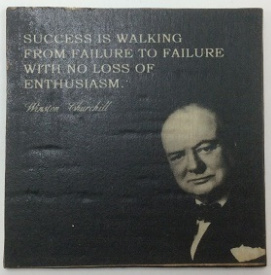 SUCCESS IS WALKING
FROM FAILURE TO FAILURE
WITH NO LOSS OF
ENTHUSIASM.
Winston Churchill